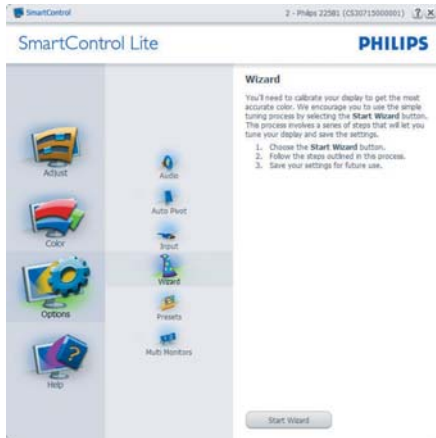 SmartControl
2 - Philips 225B1 (CS30715000001)
SmartControl Lite
PHILIPS
Adjust
Color
Options
Help
Audio
Auto Pivot
Input
Wizard
Presets
Multi Monitors
Wizard
You'll need to calibrate your display to get the most
accurate color. We encourage you to use the simple
tuning process by selecting the Start Wizard button.
This process involves a series of steps that will let you
tune your display and save the settings.
1. Choose the Start Wizard button.
2. Follow the steps outlined in this process.
3. Save your settings for future use.
Start Wizard